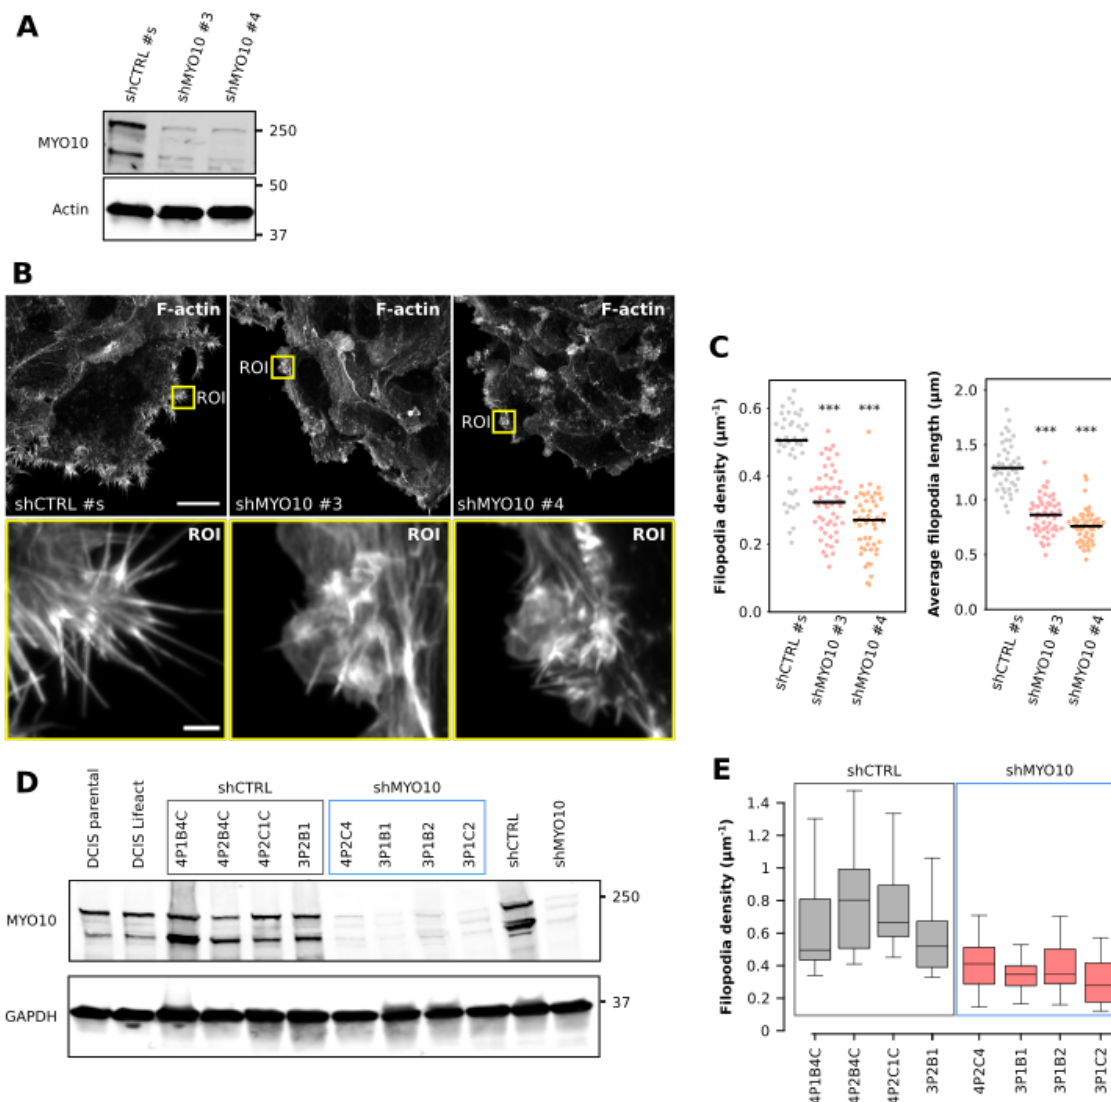 A
shCTRL #s
shMYO10 #3
shMYO10 #4
MYO10
250
50
Actin
37
B
F-actin
F-actin
F-actin
ROI
ROI
ROI
shCTRL #s
shMYO10 #3
shMYO10 #4
ROI
ROI
ROI
C
Filopodia density (µm⁻¹)
0.6
0.4
0.2
0.0
*** ***
shCTRL #s
shMYO10 #3
shMYO10 #4
Average filopodia length (µm)
2.0
1.5
1.0
0.5
0.0
*** ***
shCTRL #s
shMYO10 #3
shMYO10 #4
D
DCIS parental
DCIS Lifeact
shCTRL
4P1B4C
4P2B4C
4P2C1C
3P2B1
shMYO10
4P2C4
3P1B1
3P1B2
3P1C2
shCTRL
shMYO10
MYO10
250
GAPDH
37
E
shCTRL
shMYO10
Filopodia density (µm⁻¹)
1.4
1.2
1
0.8
0.6
0.4
0.2
0
4P1B4C
4P2B4C
4P2C1C
3P2B1
4P2C4
3P1B1
3P1B2
3P1C2